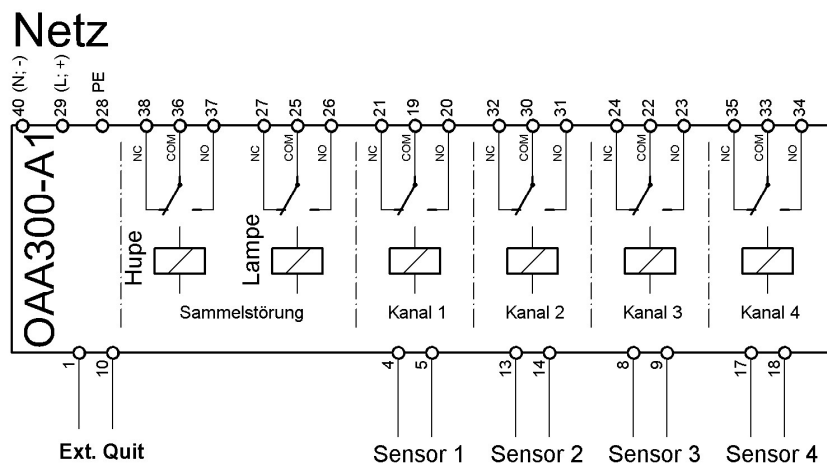 Netz
40 (N; -)
29 (L; +)
28 PE
38 36 37 27 25 26 21 19 20 32 30 31 24 22 23 35 33 34
NC COM NO NC COM NO NC COM NO NC COM NO NC COM NO NC COM NO
OAA300-A1
Hupe
Lampe
Sammelstörung Kanal 1 Kanal 2 Kanal 3 Kanal 4
1 10 4 5 13 14 8 9 17 18
Ext. Quit Sensor 1 Sensor 2 Sensor 3 Sensor 4